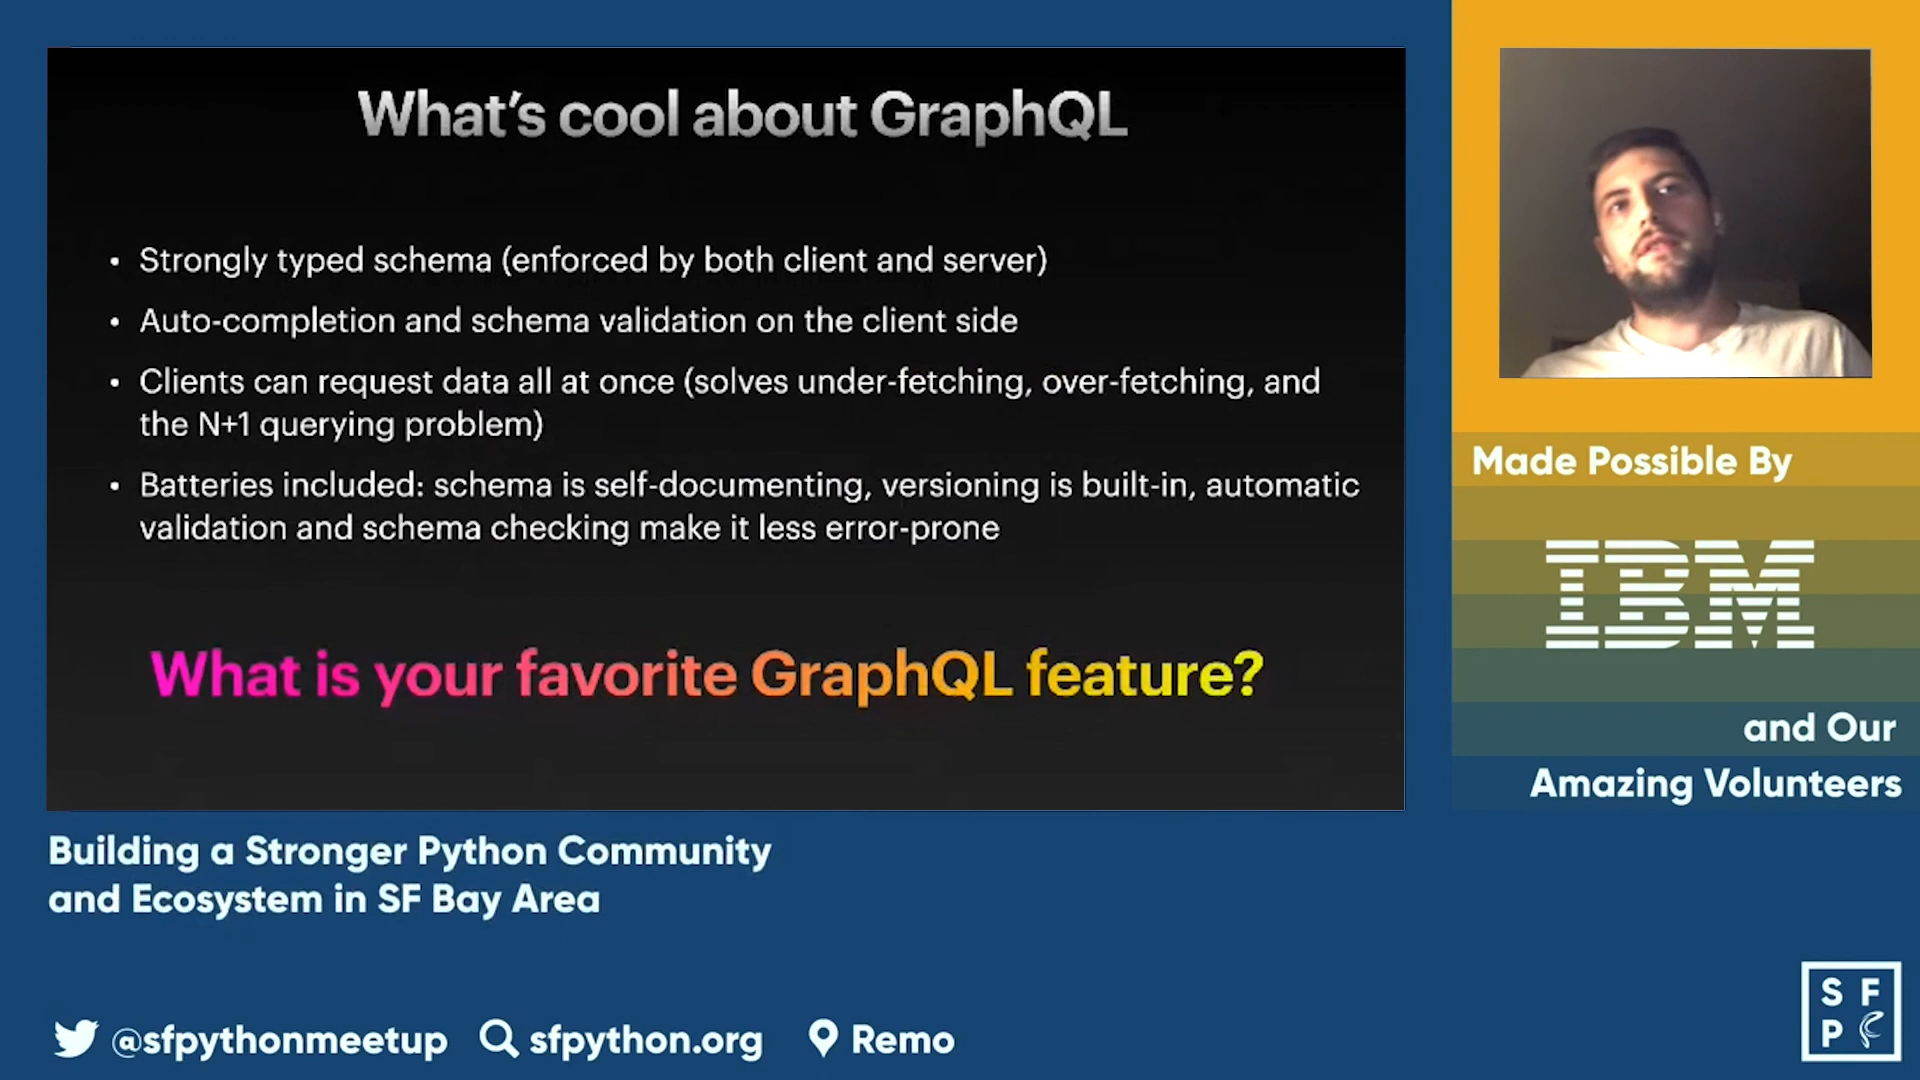 What's cool about GraphQL
• Strongly typed schema (enforced by both client and server)
• Auto-completion and schema validation on the client side
• Clients can request data all at once (solves under-fetching, over-fetching, and
the N+1 querying problem)
• Batteries included: schema is self-documenting, versioning is built-in, automatic
validation and schema checking make it less error-prone
What is your favorite GraphQL feature?
Made Possible By
IBM
and Our
Amazing Volunteers
Building a Stronger Python Community
and Ecosystem in SF Bay Area
@sfpythonmeetup sfpython.org Remo
S F
P